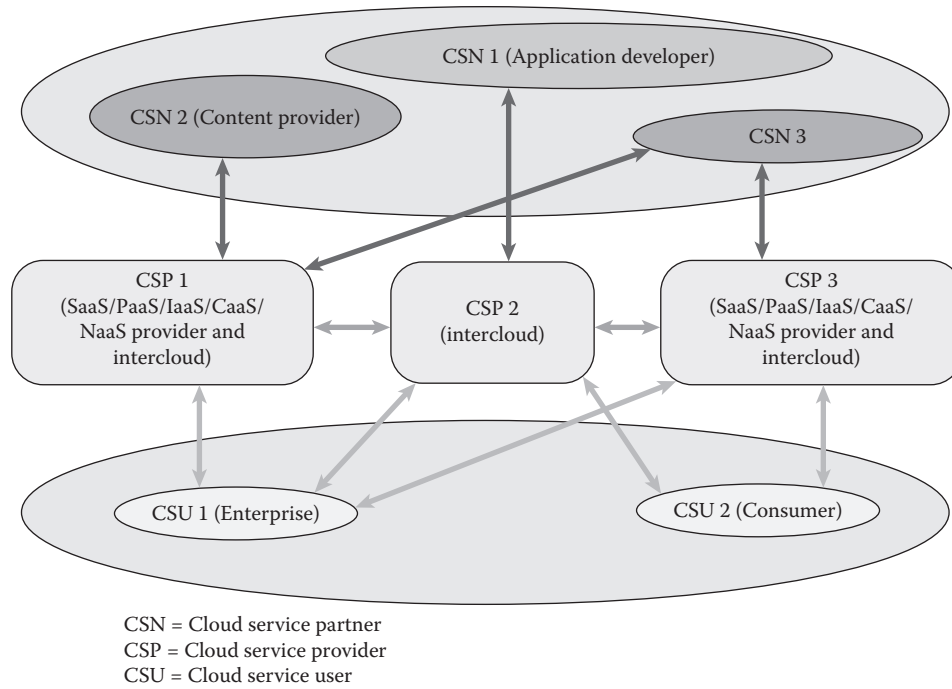 CSN 1 (Application developer)
CSN 2 (Content provider)
CSN 3
CSP 1
(SaaS/PaaS/IaaS/CaaS/
NaaS provider and
intercloud)
CSP 2
(intercloud)
CSP 3
(SaaS/PaaS/IaaS/CaaS/
NaaS provider and
intercloud)
CSU 1 (Enterprise)
CSU 2 (Consumer)
CSN = Cloud service partner
CSP = Cloud service provider
CSU = Cloud service user